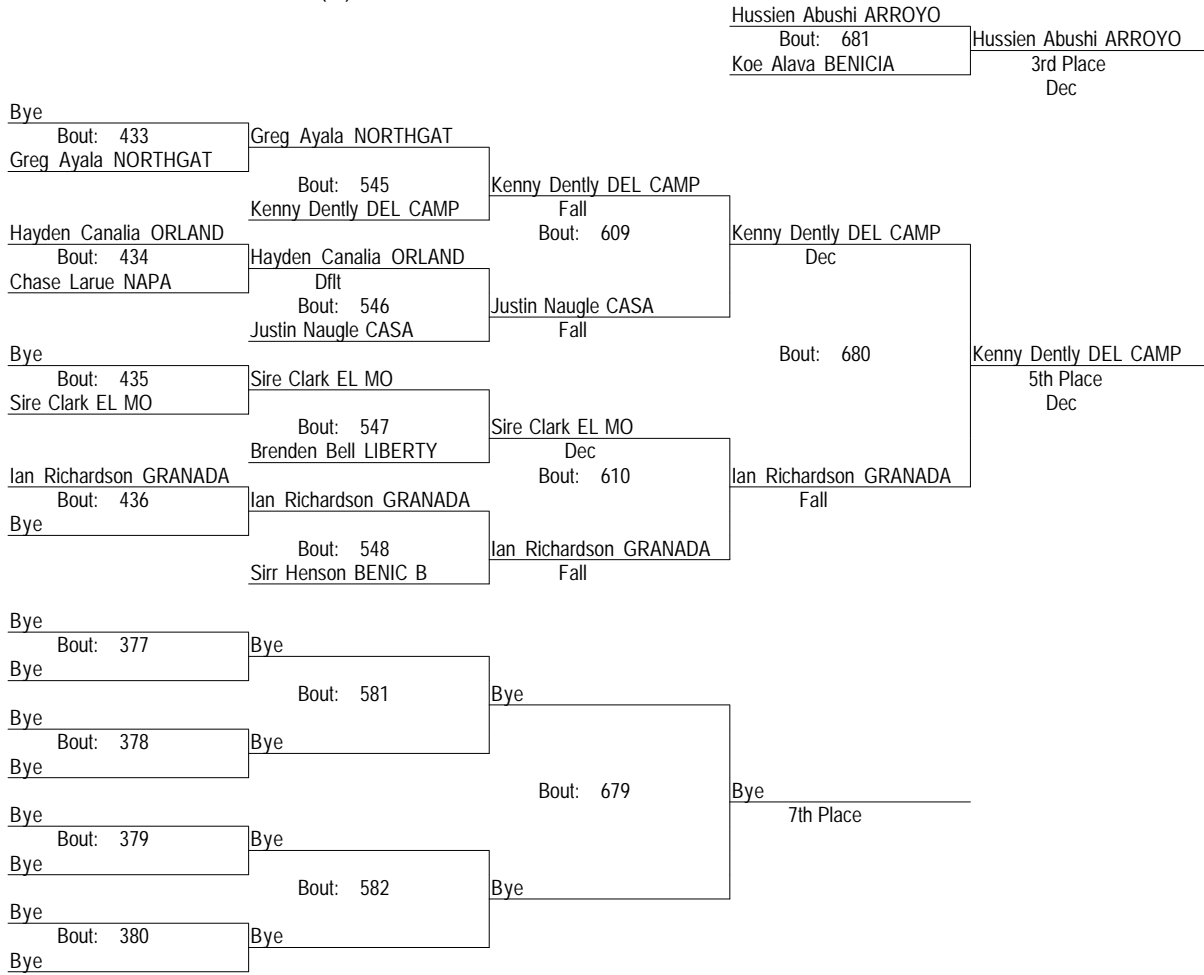 Hussien Abushi ARROYO
Bout: 681
Hussien Abushi ARROYO
Koe Alava BENICIA
3rd Place
Dec
Bye
Bout: 433
Greg Ayala NORTHGAT
Greg Ayala NORTHGAT
Bout: 545
Kenny Dently DEL CAMP
Kenny Dently DEL CAMP
Fall
Hayden Canalia ORLAND
Bout: 609
Kenny Dently DEL CAMP
Bout: 434
Hayden Canalia ORLAND
Dec
Chase Larue NAPA
Dflt
Bout: 546
Justin Naugle CASA
Justin Naugle CASA
Fall
Bye
Bout: 680
Kenny Dently DEL CAMP
Bout: 435
Sire Clark EL MO
5th Place
Sire Clark EL MO
Dec
Bout: 547
Sire Clark EL MO
Brenden Bell LIBERTY
Dec
Ian Richardson GRANADA
Bout: 610
Ian Richardson GRANADA
Bout: 436
Ian Richardson GRANADA
Fall
Bye
Bout: 548
Ian Richardson GRANADA
Sirr Henson BENIC B
Fall
Bye
Bout: 377
Bye
Bye
Bout: 581
Bye
Bye
Bout: 378
Bye
Bye
Bout: 679
Bye
Bye
7th Place
Bout: 379
Bye
Bye
Bout: 582
Bye
Bye
Bout: 380
Bye
Bye